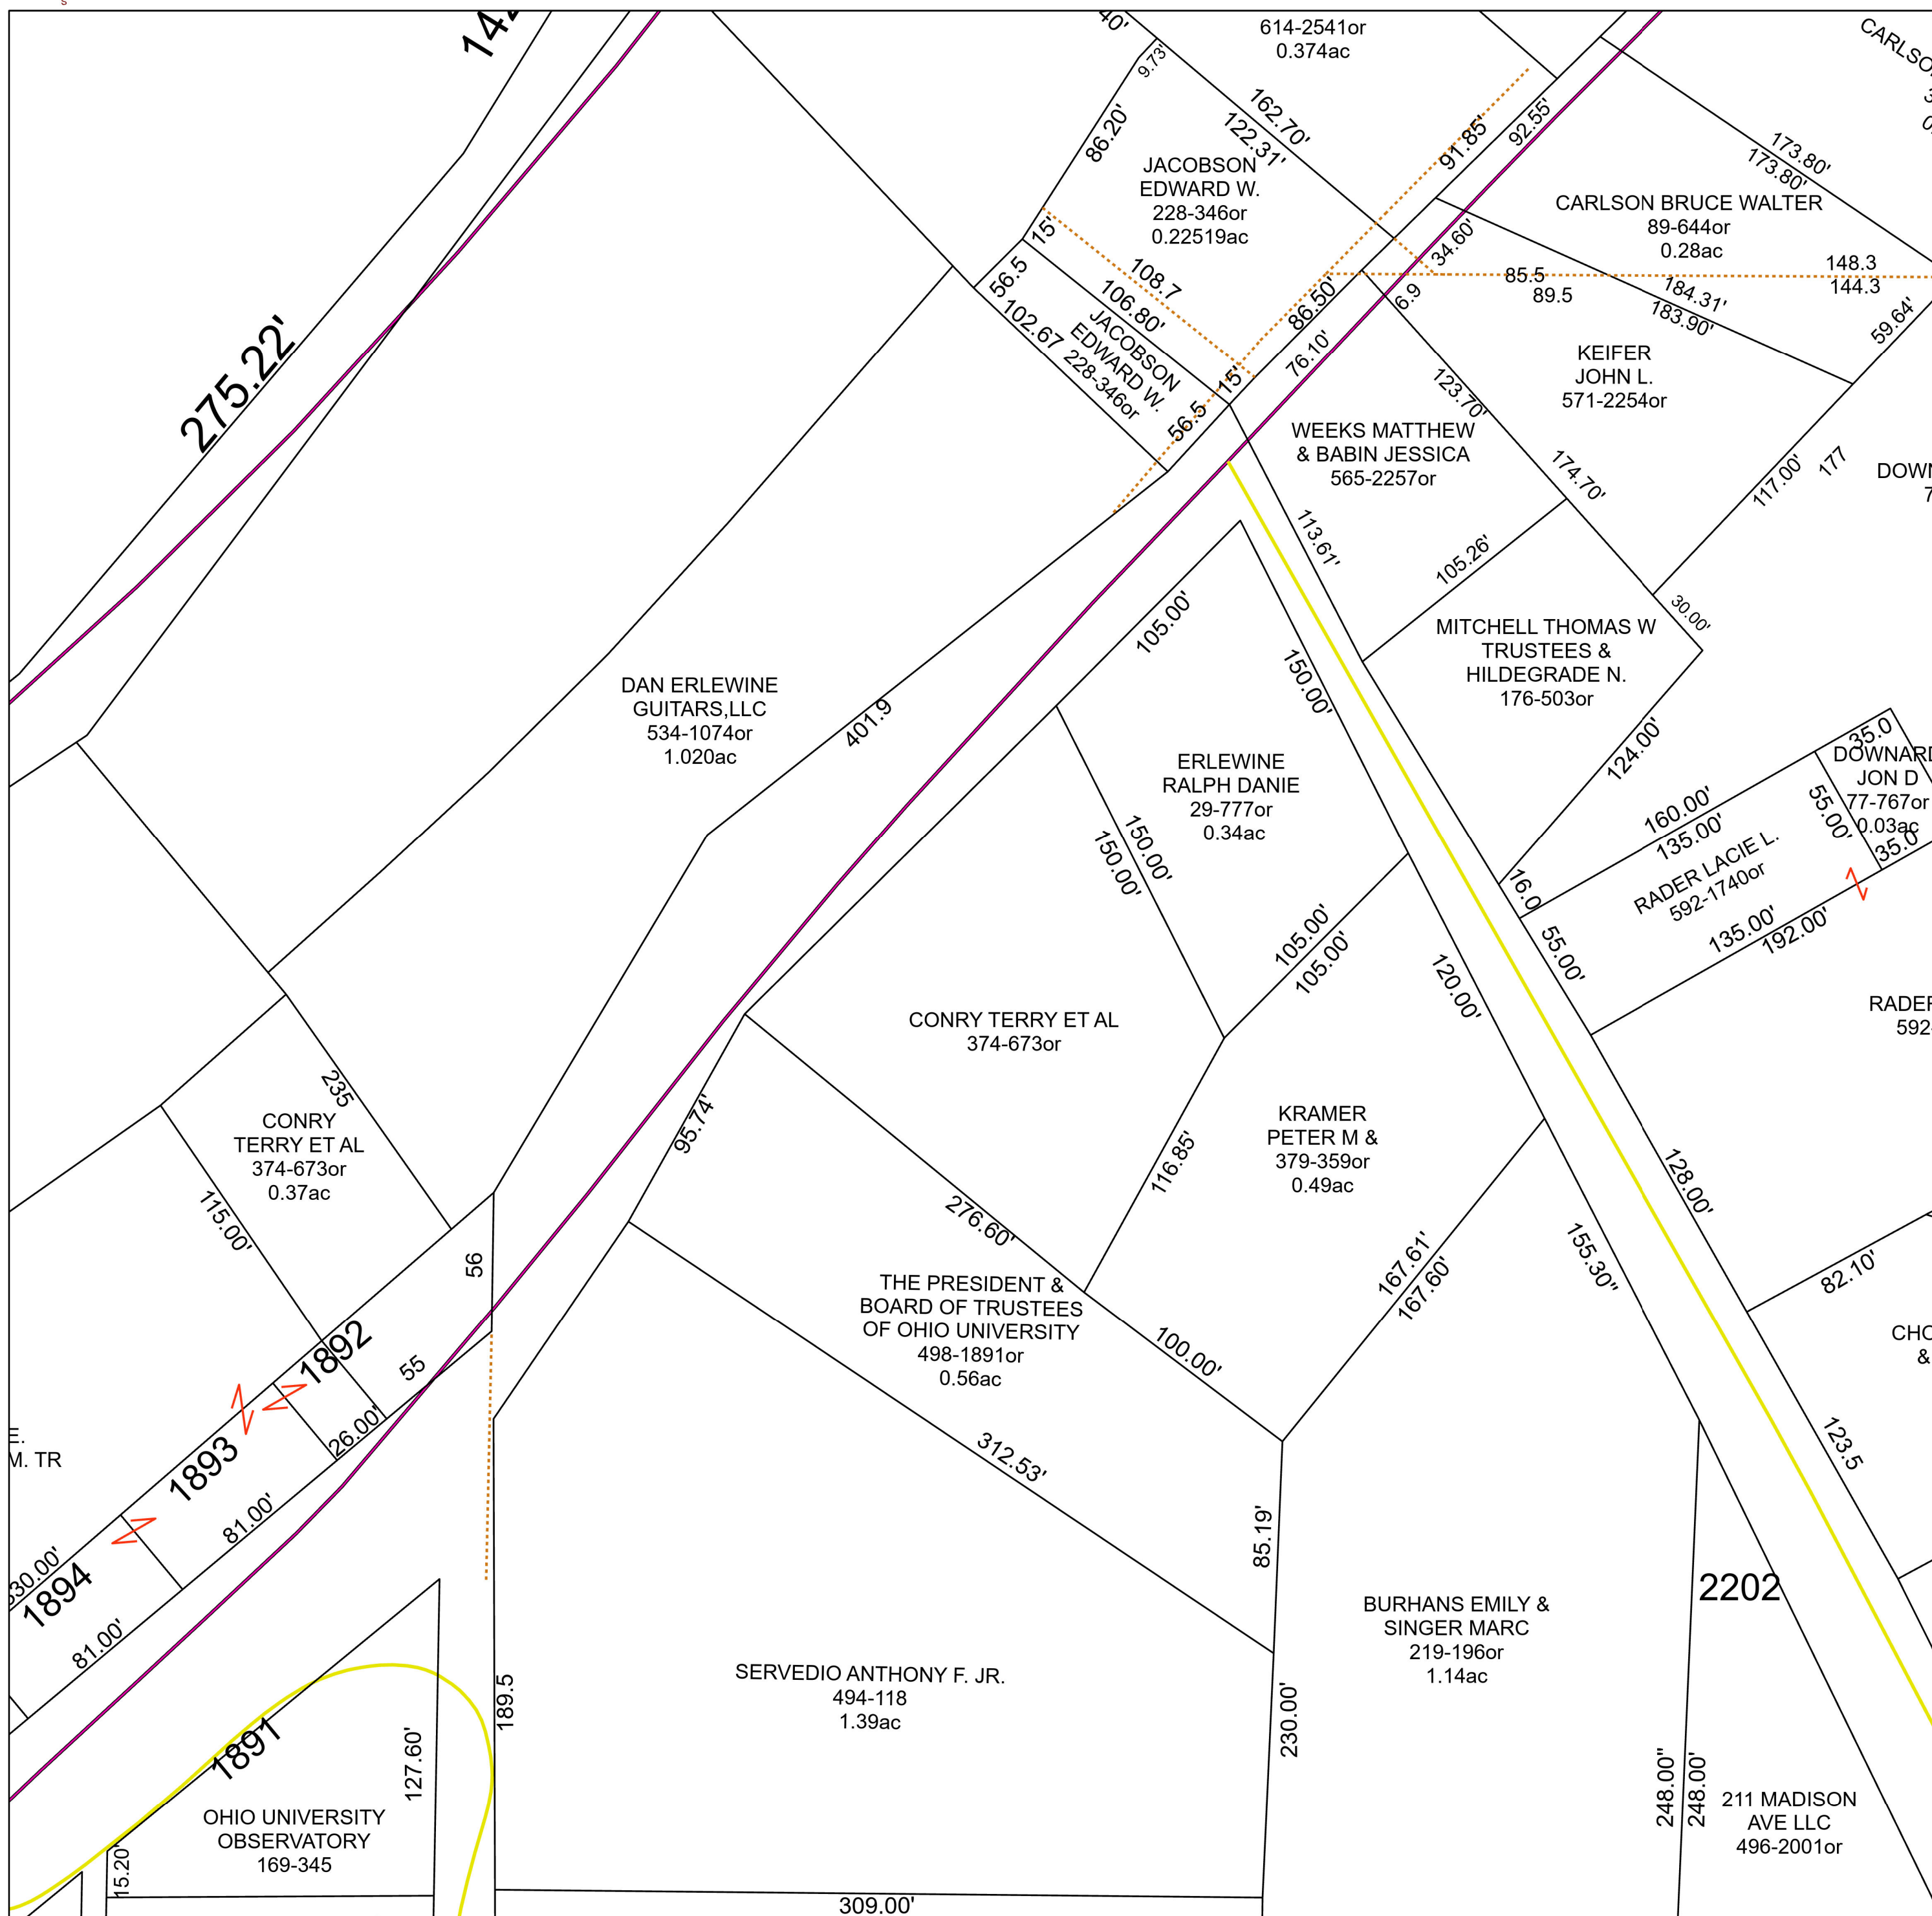 614-2541or
0.374ac
40'
9.73'
86.20'
162.70'
122.31'
JACOBSON
EDWARD W.
228-346or
0.22519ac
91.85'
92.55'
173.80'
173.80'
CARLSON BRUCE WALTER
89-644or
0.28ac
34.60'
6.9
85.5
89.5
148.3
144.3
184.31'
183.90'
59.64'
15'
56.5
108.7
106.80'
102.67
JACOBSON
EDWARD W.
228-346or
86.50'
76.10'
15'
56.5
275.22'
KEIFER
JOHN L.
571-2254or
123.70'
174.70'
117.00'
177
WEEKS MATTHEW
& BABIN JESSICA
565-2257or
113.61'
105.26'
30.00'
MITCHELL THOMAS W
TRUSTEES &
HILDEGRADE N.
176-503or
124.00'
105.00'
150.00'
DAN ERLEWINE
GUITARS,LLC
534-1074or
1.020ac
401.9
ERLEWINE
RALPH DANIE
29-777or
0.34ac
150.00'
150.00'
105.00'
105.00'
35.0
DOWNARD
JON D
77-767or
0.03ac
35.0
55.00'
160.00'
135.00'
RADER LACIE L.
592-1740or
135.00'
192.00'
16.0
55.00'
120.00'
RADER
592-
CONRY TERRY ET AL
374-673or
95.74'
235
CONRY
TERRY ET AL
374-673or
0.37ac
115.00'
KRAMER
PETER M &
379-359or
0.49ac
116.85'
276.60'
167.61'
167.60'
155.30"
128.00'
82.10'
THE PRESIDENT &
BOARD OF TRUSTEES
OF OHIO UNIVERSITY
498-1891or
0.56ac
100.00'
312.53'
56
55
1892
26.00'
1893
81.00'
1894
81.00'
E.
M. TR
85.19'
123.5
2202
BURHANS EMILY &
SINGER MARC
219-196or
1.14ac
SERVEDIO ANTHONY F. JR.
494-118
1.39ac
189.5
230.00'
248.00"
248.00'
211 MADISON
AVE LLC
496-2001or
1891
127.60'
OHIO UNIVERSITY
OBSERVATORY
169-345
15.20'
309.00'